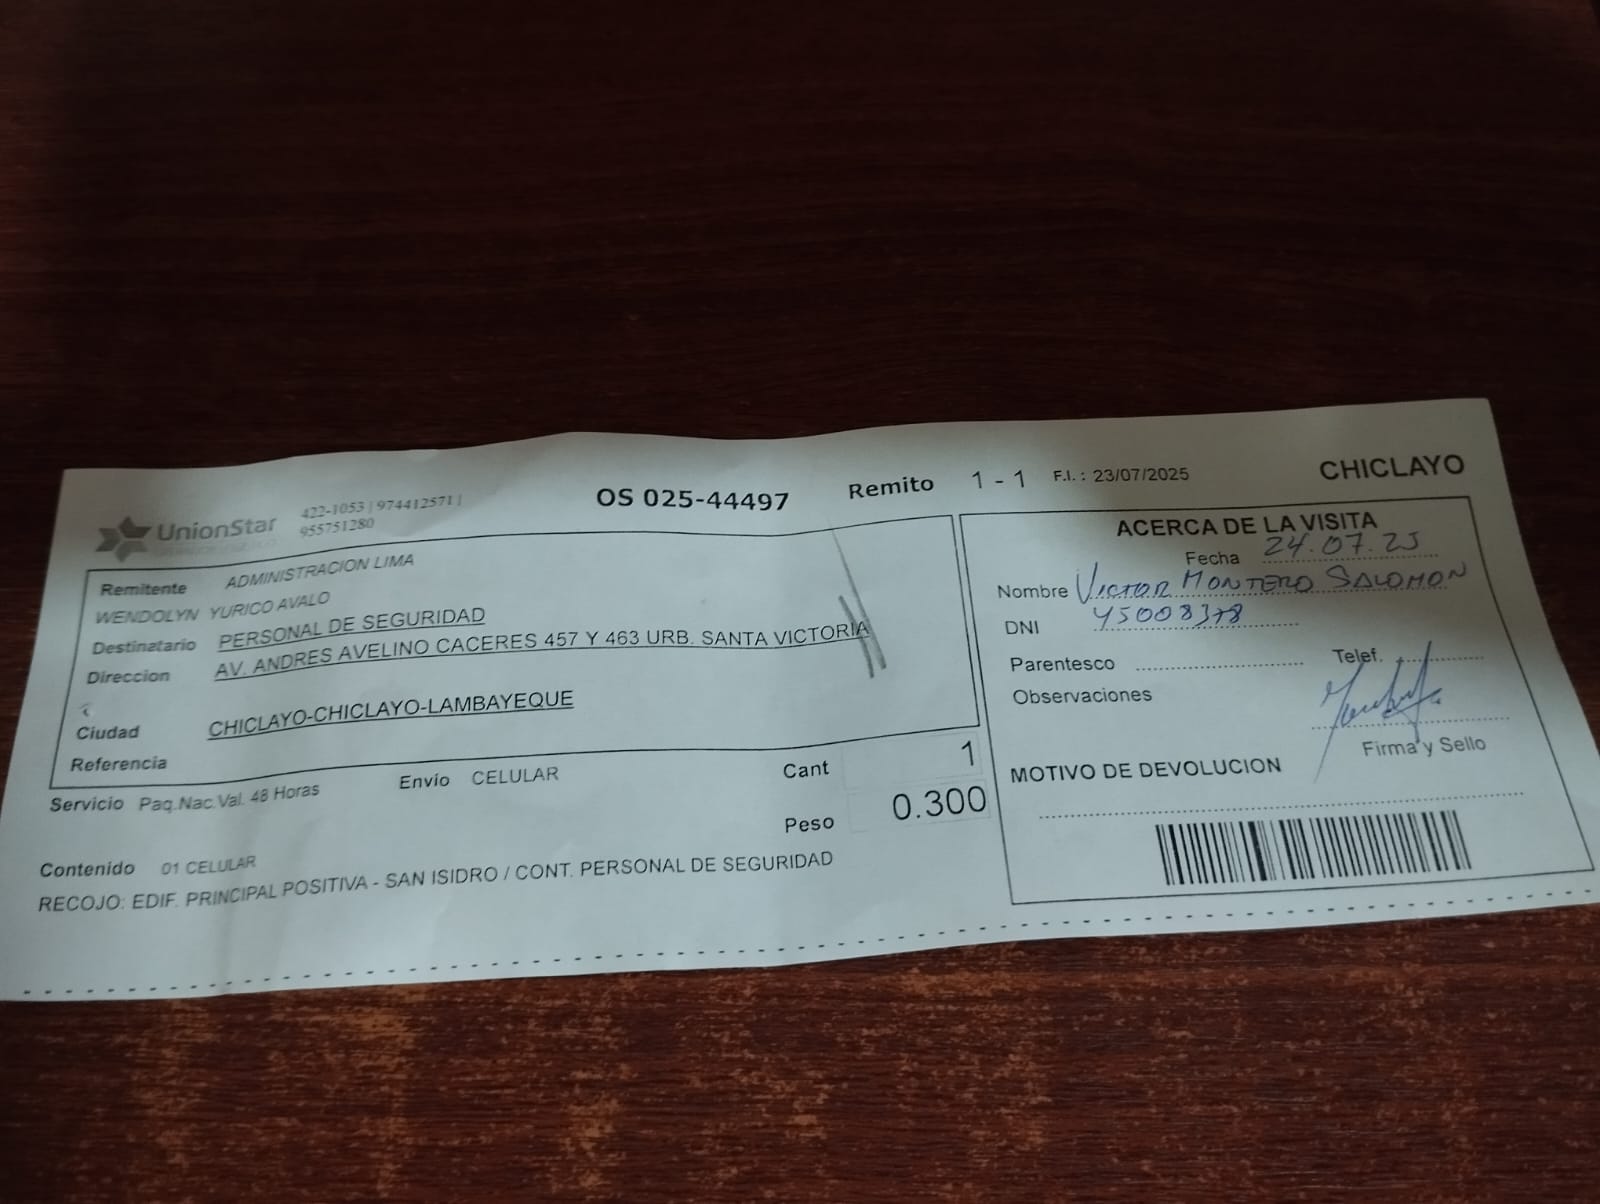 UnionStar
422-1053 | 974412571 |
955751280
OS 025-44497
Remito 1 - 1 F.I. : 23/07/2025
CHICLAYO
Remitente ADMINISTRACION LIMA
WENDOLYN YURICO AVALO
Destinatario PERSONAL DE SEGURIDAD
Direccion AV. ANDRES AVELINO CACERES 457 Y 463 URB. SANTA VICTORIA
Ciudad CHICLAYO-CHICLAYO-LAMBAYEQUE
Referencia
Servicio Paq.Nac.Val. 48 Horas Envio CELULAR
Cant 1
Peso 0.300
Contenido 01 CELULAR
RECOJO: EDIF. PRINCIPAL POSITIVA - SAN ISIDRO / CONT. PERSONAL DE SEGURIDAD
ACERCA DE LA VISITA
Fecha 24.07.25
Nombre VICTOR MONTERO SALOMON
DNI 45008378
Parentesco Telef.
Observaciones
Firma y Sello
MOTIVO DE DEVOLUCION